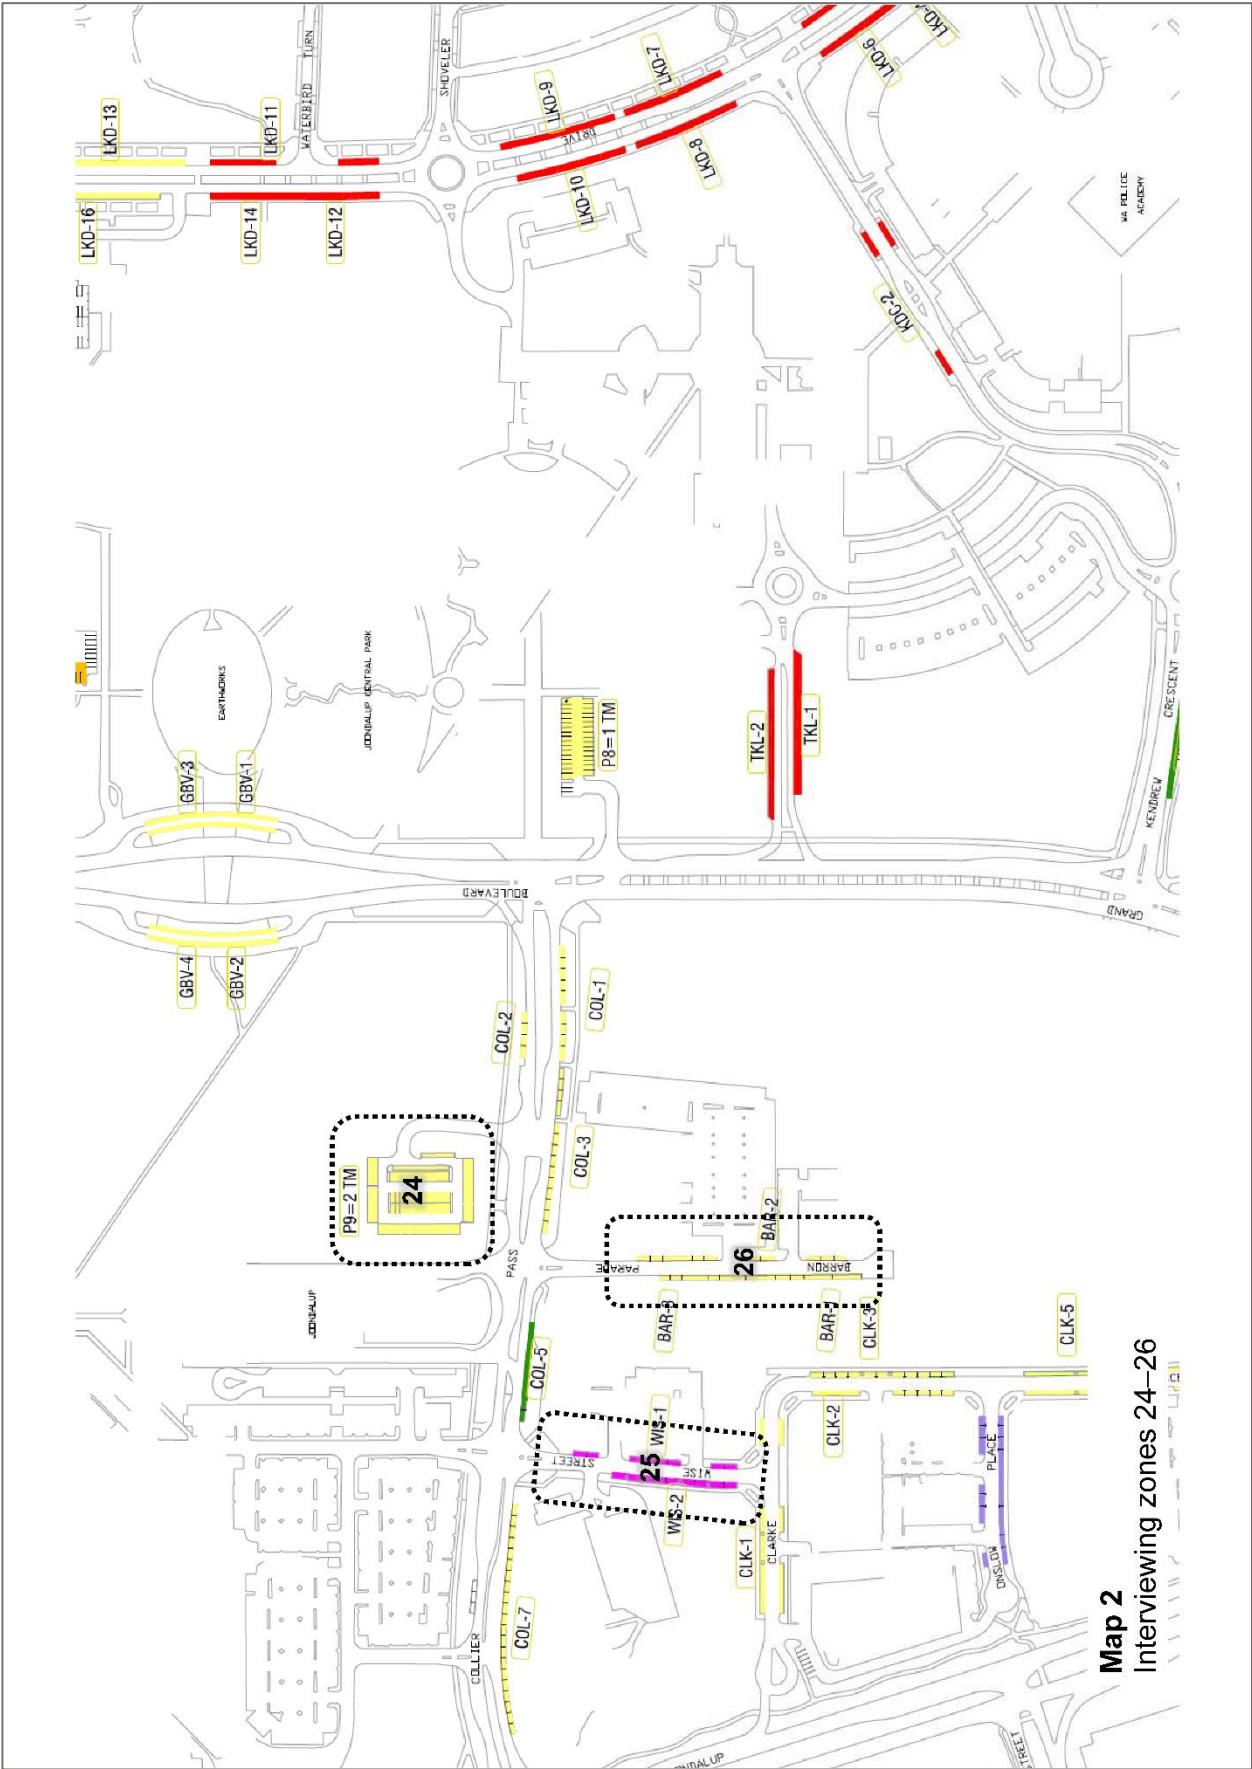 LKD-16
LKD-14
LKD-12
LKD-13
LKD-11
WATERBIRD TURN
SHOVELER
LKD-10
LKD-9
DRIVE
LKD-8
LKD-7
LKD-6
KDC-2
WA POLICE
ACADEMY
EARTHWORKS
JOONDALUP CENTRAL PARK
GBV-3
GBV-1
GBV-4
GBV-2
BOULEVARD
P8=1 TM
TKL-2
TKL-1
KENDREW CRESCENT
GRAND
COL-2
COL-1
COL-3
P9=2 TM
24
JOONDALUP
PASS
PARADE
BARRON
26
BAR-2
BAR-3
BAR-1
CLK-3
CLK-5
COL-5
STREET
WISE
25
WIS-1
WIS-2
CLK-2
CLK-1
CLARKE
PLACE
ONSLOW
COLLIER
COL-7
STREET
Map 2
Interviewing zones 24–26